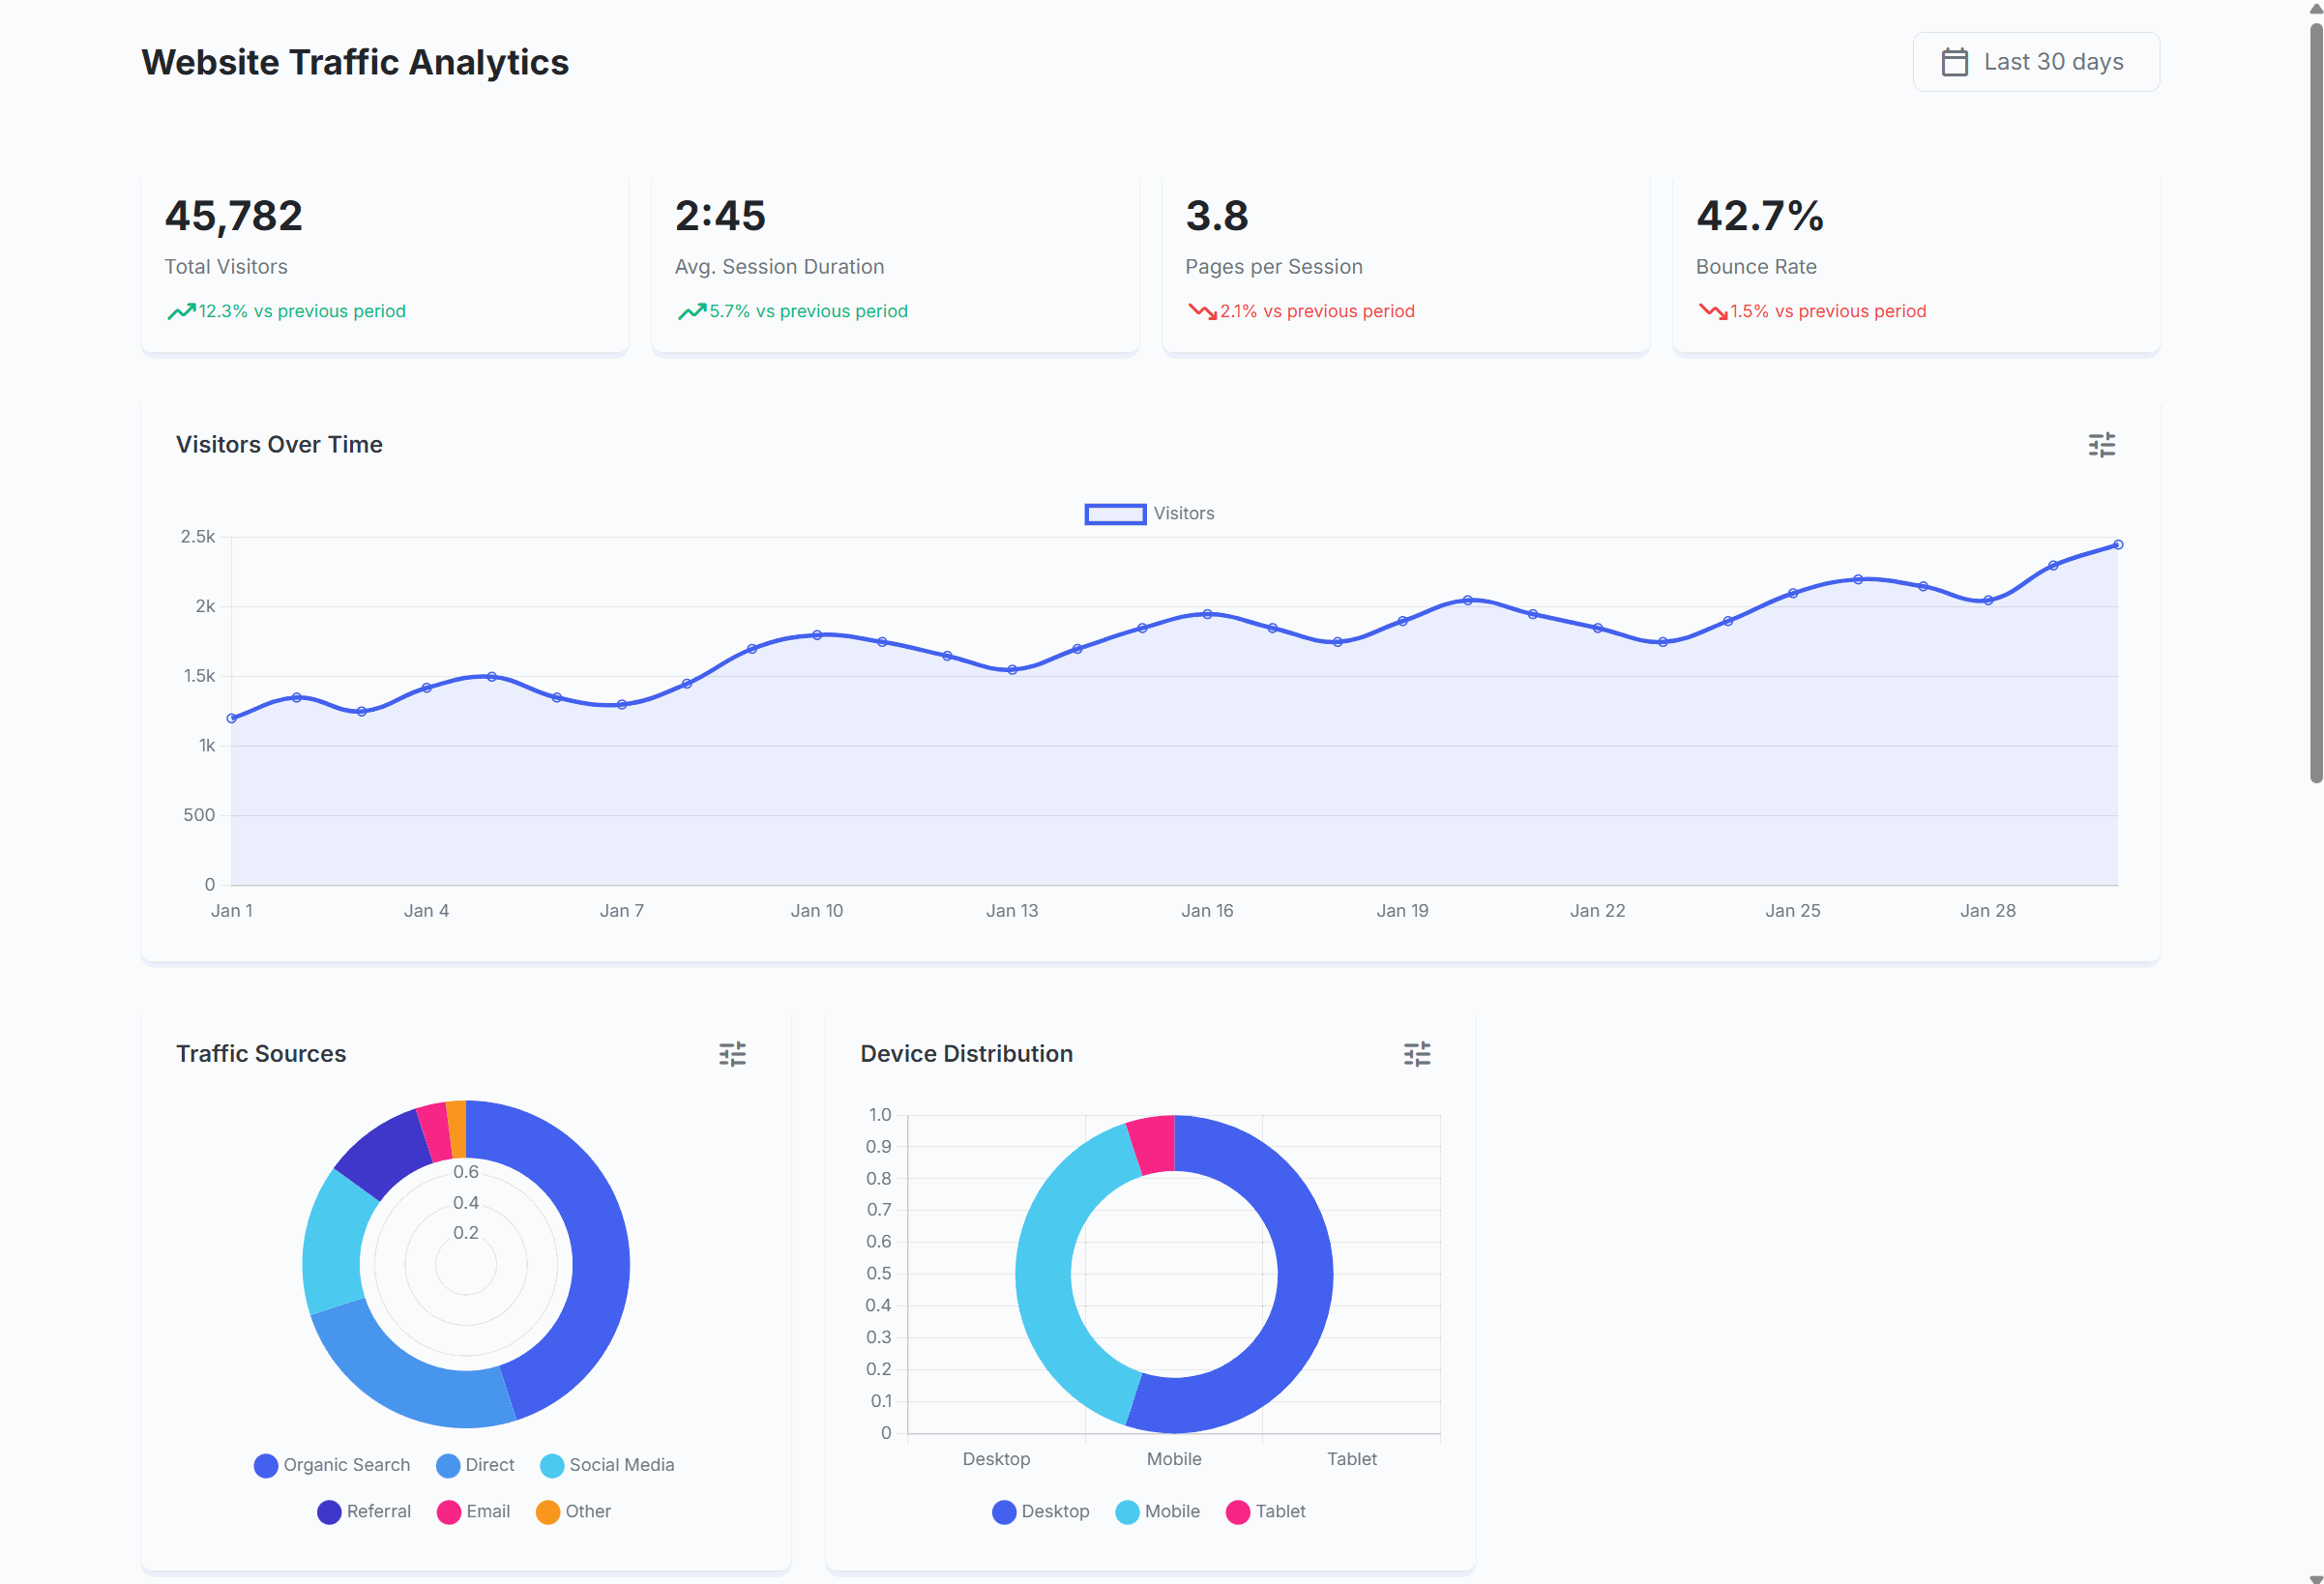 Website Traffic Analytics
Last 30 days
45,782
Total Visitors
12.3% vs previous period
2:45
Avg. Session Duration
5.7% vs previous period
3.8
Pages per Session
2.1% vs previous period
42.7%
Bounce Rate
1.5% vs previous period
Visitors Over Time
Visitors
2.5k
2k
1.5k
1k
500
0
Jan 1 Jan 4 Jan 7 Jan 10 Jan 13 Jan 16 Jan 19 Jan 22 Jan 25 Jan 28
Traffic Sources
0.6
0.4
0.2
Organic Search Direct Social Media
Referral Email Other
Device Distribution
1.0
0.9
0.8
0.7
0.6
0.5
0.4
0.3
0.2
0.1
0
Desktop Mobile Tablet
Desktop Mobile Tablet